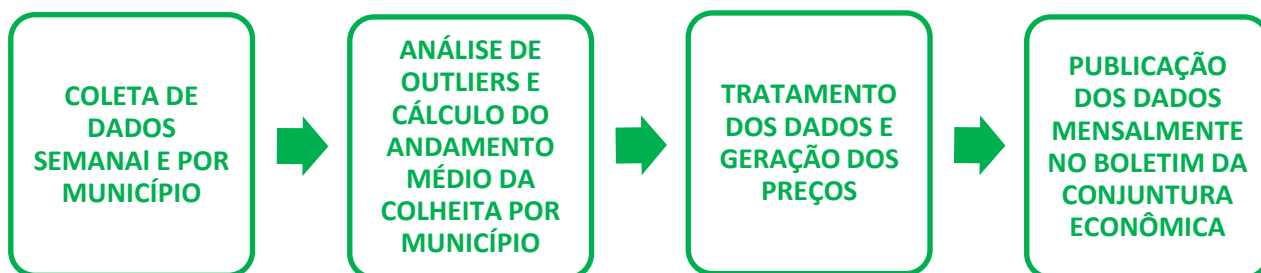 COLETA DE
DADOS
SEMANAl E POR
MUNICÍPIO
ANÁLISE DE
OUTLIERS E
CÁLCULO DO
ANDAMENTO
MÉDIO DA
COLHEITA POR
MUNICÍPIO
TRATAMENTO
DOS DADOS E
GERAÇÃO DOS
PREÇOS
PUBLICAÇÃO
DOS DADOS
MENSALMENTE
NO BOLETIM DA
CONJUNTURA
ECONÔMICA